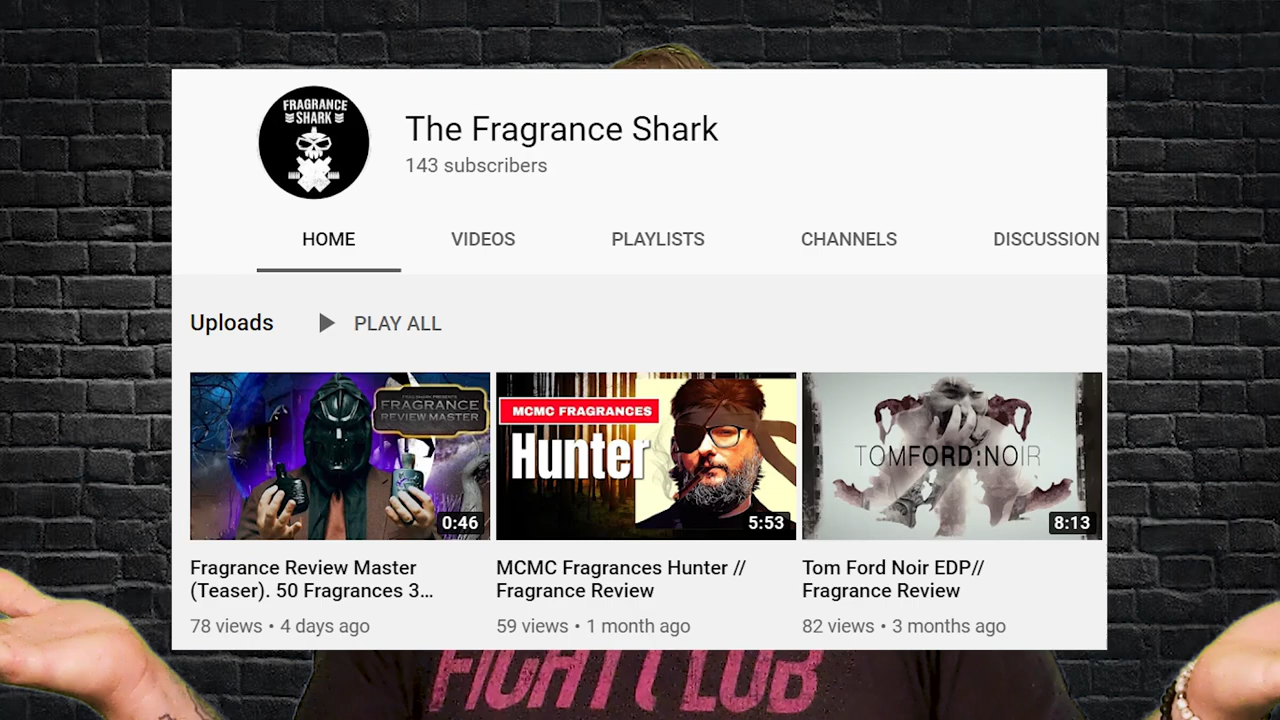 FRAGRANCE
SHARK
The Fragrance Shark
143 subscribers
HOME
VIDEOS
PLAYLISTS
CHANNELS
DISCUSSION
Uploads
PLAY ALL
FRAG SHARK PRESENTS
FRAGRANCE
REVIEW MASTER
0:46
MCMC FRAGRANCES
Hunter
5:53
TOMFORD:NOIR
8:13
Fragrance Review Master
(Teaser). 50 Fragrances 3...
78 views • 4 days ago
MCMC Fragrances Hunter //
Fragrance Review
59 views • 1 month ago
Tom Ford Noir EDP//
Fragrance Review
82 views • 3 months ago
FIGHT CLUB